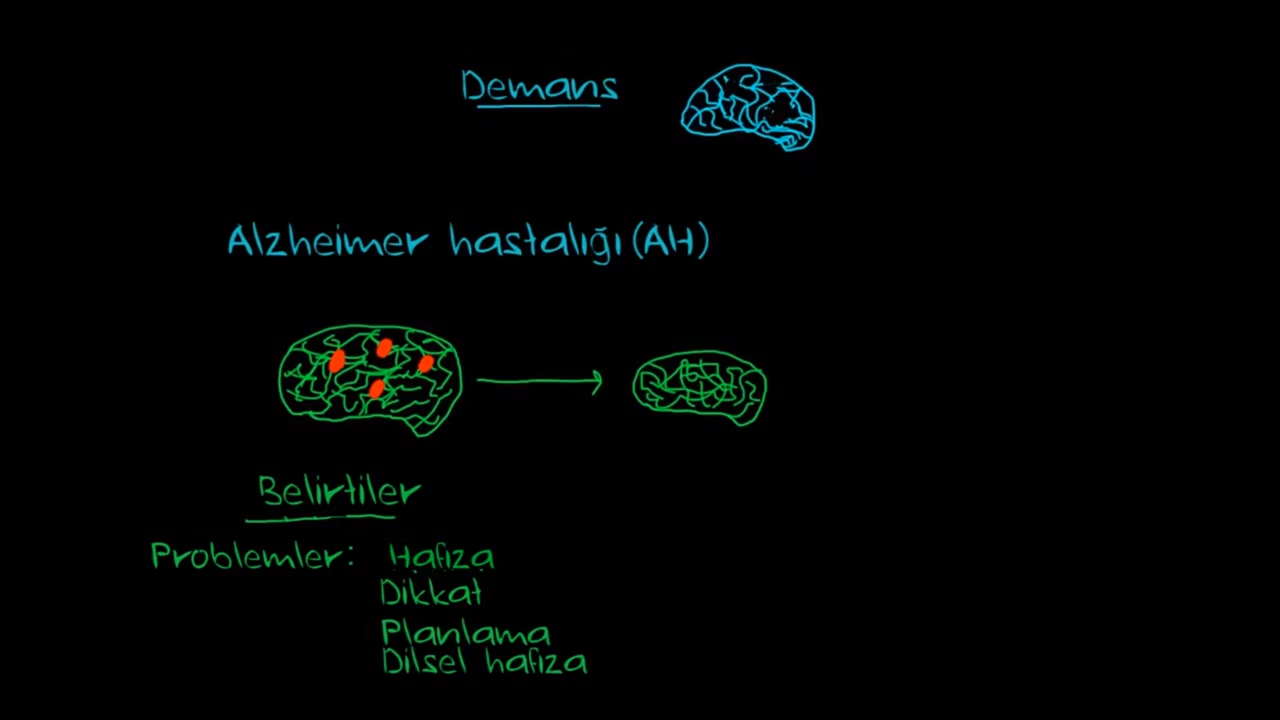 Demans
Alzheimer hastalığı (AH)
Belirtiler
Problemler: Hafıza
Dikkat
Planlama
Dilsel hafıza